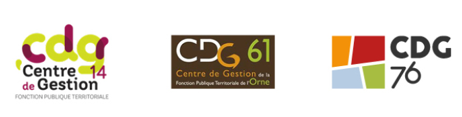 cdg
Centre 14
de Gestion
FONCTION PUBLIQUE TERRITORIALE
CDG 61
Centre de Gestion de la
Fonction Publique Territoriale de l'Orne
CDG
76